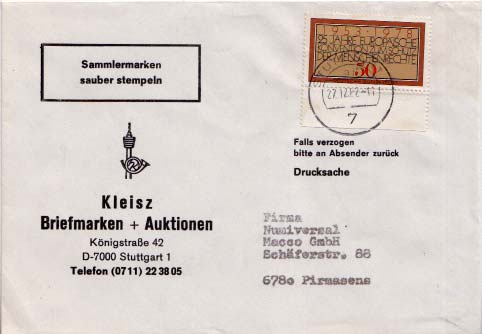 Sammlermarken
sauber stempeln
1953-1978
25 JAHRE EUROPÄISCHE
KONVENTION ZUM SCHUTZ
DER MENSCHENRECHTE
50
7
Falls verzogen
bitte an Absender zurück
Drucksache
Kleisz
Briefmarken + Auktionen
Königstraße 42
D-7000 Stuttgart 1
Telefon (0711) 22 38 05
Firma
Numiversal
Macco GmbH
Schäferstr. 88
6780 Pirmasens